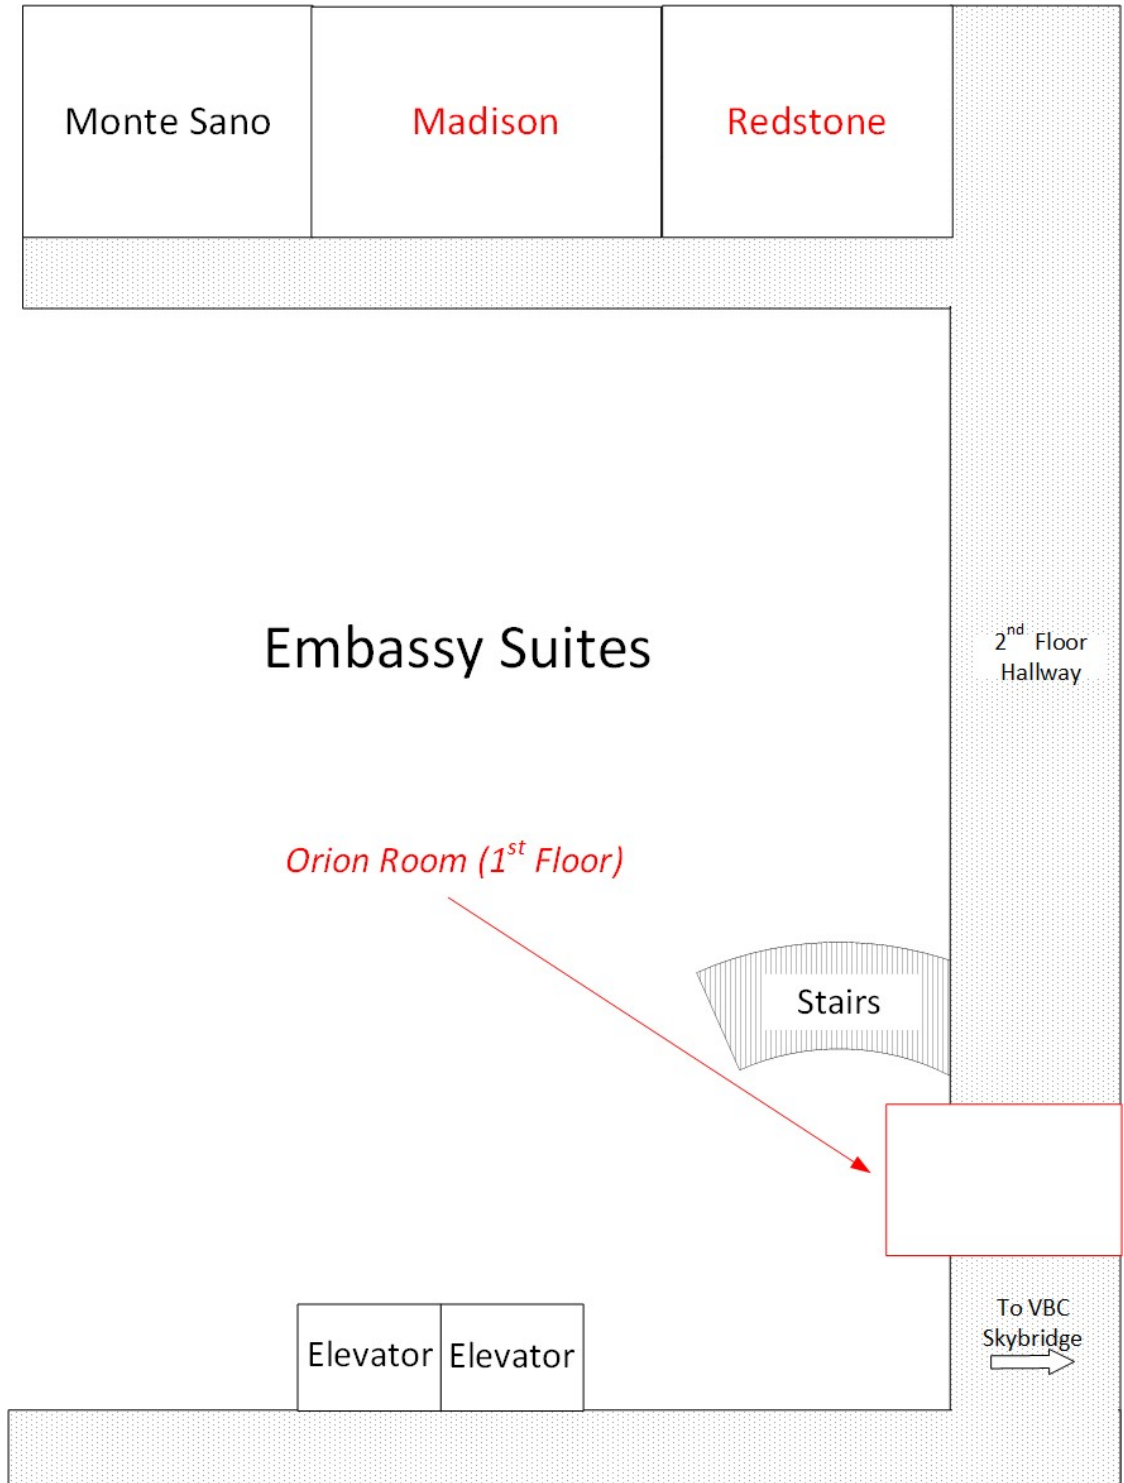 Monte Sano
Madison
Redstone
Embassy Suites
2nd Floor
Hallway
Orion Room (1st Floor)
Stairs
To VBC
Skybridge
Elevator
Elevator